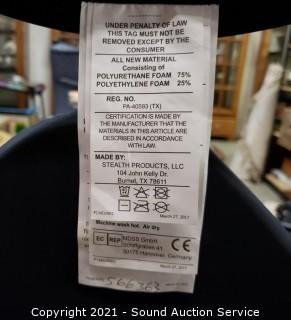 UNDER PENALTY OF LAW
THIS TAG MUST NOT BE
REMOVED EXCEPT BY THE
CONSUMER
ALL NEW MATERIAL
Consisting of
POLYURETHANE FOAM 75%
POLYETHYLENE FOAM 25%
REG. NO.
PA-40593 (TX)
CERTIFICATION IS MADE BY
THE MANUFACTURER THAT THE
MATERIALS IN THIS ARTICLE ARE
DESCRIBED IN ACCORDANCE
WITH LAW.
MADE BY:
STEALTH PRODUCTS, LLC
104 John Kelly Dr.
Burnet, TX 78611
March 27, 2017
Machine wash hot. Air dry.
EC REP
MDSS GmbH
Schiffgraben 41
30175 Hannover, Germany
CE
566363
Copyright 2021 - Sound Auction Service